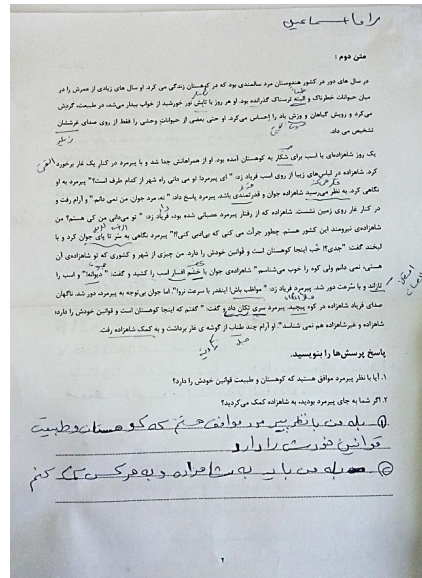 راما اسماعيل
متن دوم :
در سال های دور در کشور هندوستان مرد سالمندی بود که در کوهستان زندگی می کرد. او سال های زیادی از عمرش را در
میان حیوانات خطرناک و البته ترسناک گذرانده بود. او هر روز با تابش نور خورشید از خواب بیدار می‌شد، در طبیعت، گردش
می‌کرد و رویش گیاهان و وزش باد را احساس می‌کرد. او حتی بعضی از حیوانات وحشی را فقط از روی صدای غرششان
تشخیص می داد.
یک روز شاهزاده‌ای با اسب برای شکار به کوهستان آمده بود. او از همراهانش جدا شد و با پیرمرد در کنار یک غار برخورد
کرد. شاهزاده در لباس‌های زیبا از روی اسب فریاد زد: " ای پیرمرد! تو می دانی راه شهر از کدام طرف است؟" پیرمرد به او
نگاهی کرد. به نظر می‌رسید شاهزاده جوان و قدرتمندی باشد. پیرمرد پاسخ داد: "نه، مرد جوان، من نمی دانم." و آرام رفت و
در کنار غار روی زمین نشست. شاهزاده که از رفتار پیرمرد عصبانی شده بود، فریاد زد: " تو می‌دانی من کی هستم؟ من
شاهزاده‌ی نیرومند این کشور هستم. چطور جرأت می کنی که بی‌ادبی کنی؟!" پیرمرد نگاهی به سَر تا پای جوان کرد و با
لبخند گفت: "جدی؟! خُب اینجا کوهستان است و قوانین خودش را دارد. من چیزی از شهر و کشوری که تو شاهزاده‌ی آن
هستی، نمی دانم ولی کوه را خوب می‌شناسم." شاهزاده‌ی جوان با خشم افسار اسب را کشید و گفت: "دیوانه!" و اسب را
تازاند و با سُرعت دور شد. پیرمرد فریاد زد: "مواظب باش! اینقدر با سرعت نرو!". اما جوان بی‌توجه به پیرمرد، دور شد. ناگهان
صدای فریاد شاهزاده در کوه پیچید. پیرمرد سری تکان داد و گفت: "گفتم که اینجا کوهستان است و قانون خودش را دارد؛
شاهزاده و غیرشاهزاده هم نمی شناسد." او آرام چند طناب از گوشه ی غار برداشت و به کمک شاهزاده رفت.
پاسخ پرسش‌ها را بنویسید.
۱. آیا با نظر پیرمرد موافق هستید که کوهستان و طبیعت قوانین خودش را دارد؟
۲. اگر شما به جای پیرمرد بودید، به شاهزاده کمک می‌کردید؟
① بله من با نظر پیر مرد موافق هستم که کوهستان و طبیعت
قوانین خودش را دارد
② بله من باید به شاهزاده و به هر کس کمک کنم
۲